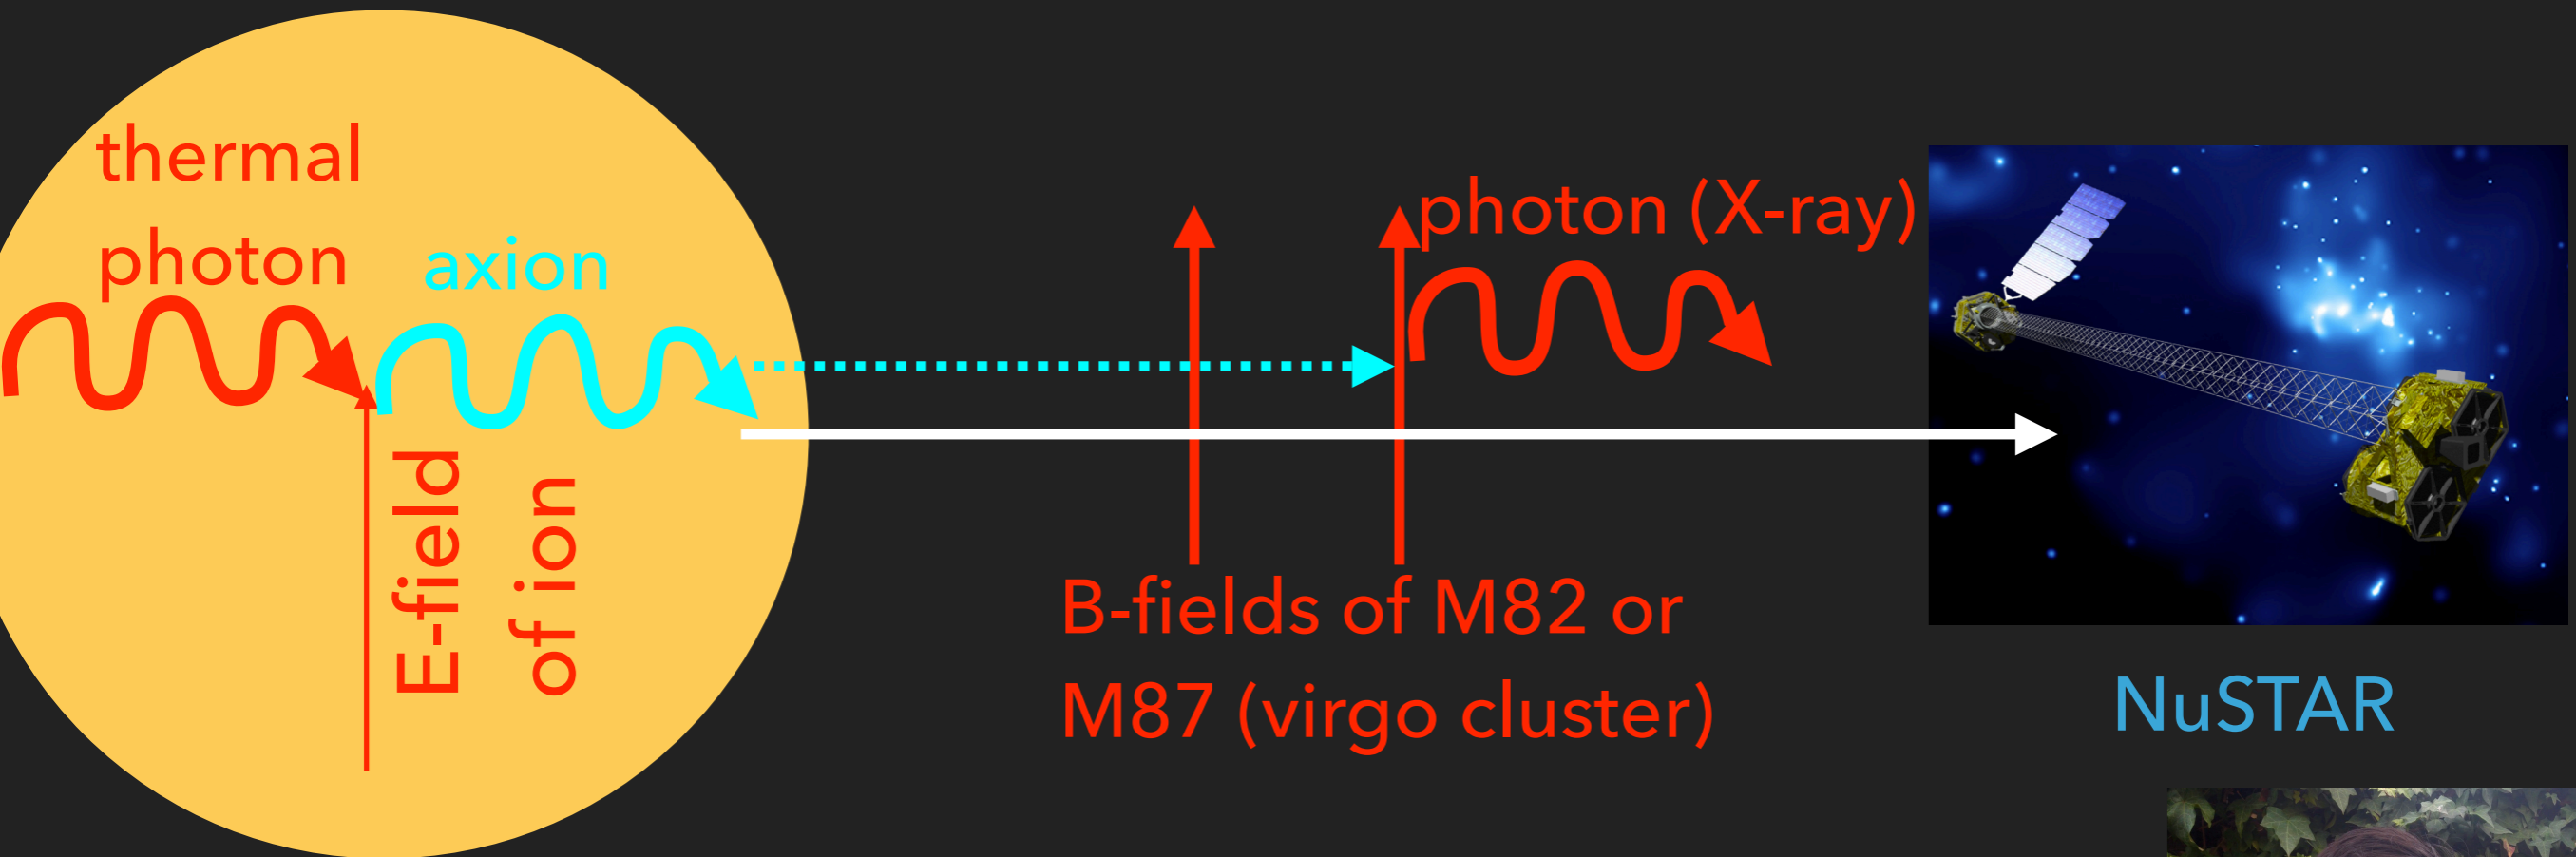 thermal
photon
axion
E-field
of ion
photon (X-ray)
B-fields of M82 or
M87 (virgo cluster)
NuSTAR